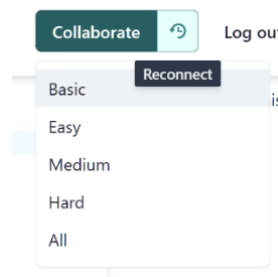 Collaborate
Log out
Reconnect
Basic
Easy
Medium
Hard
All